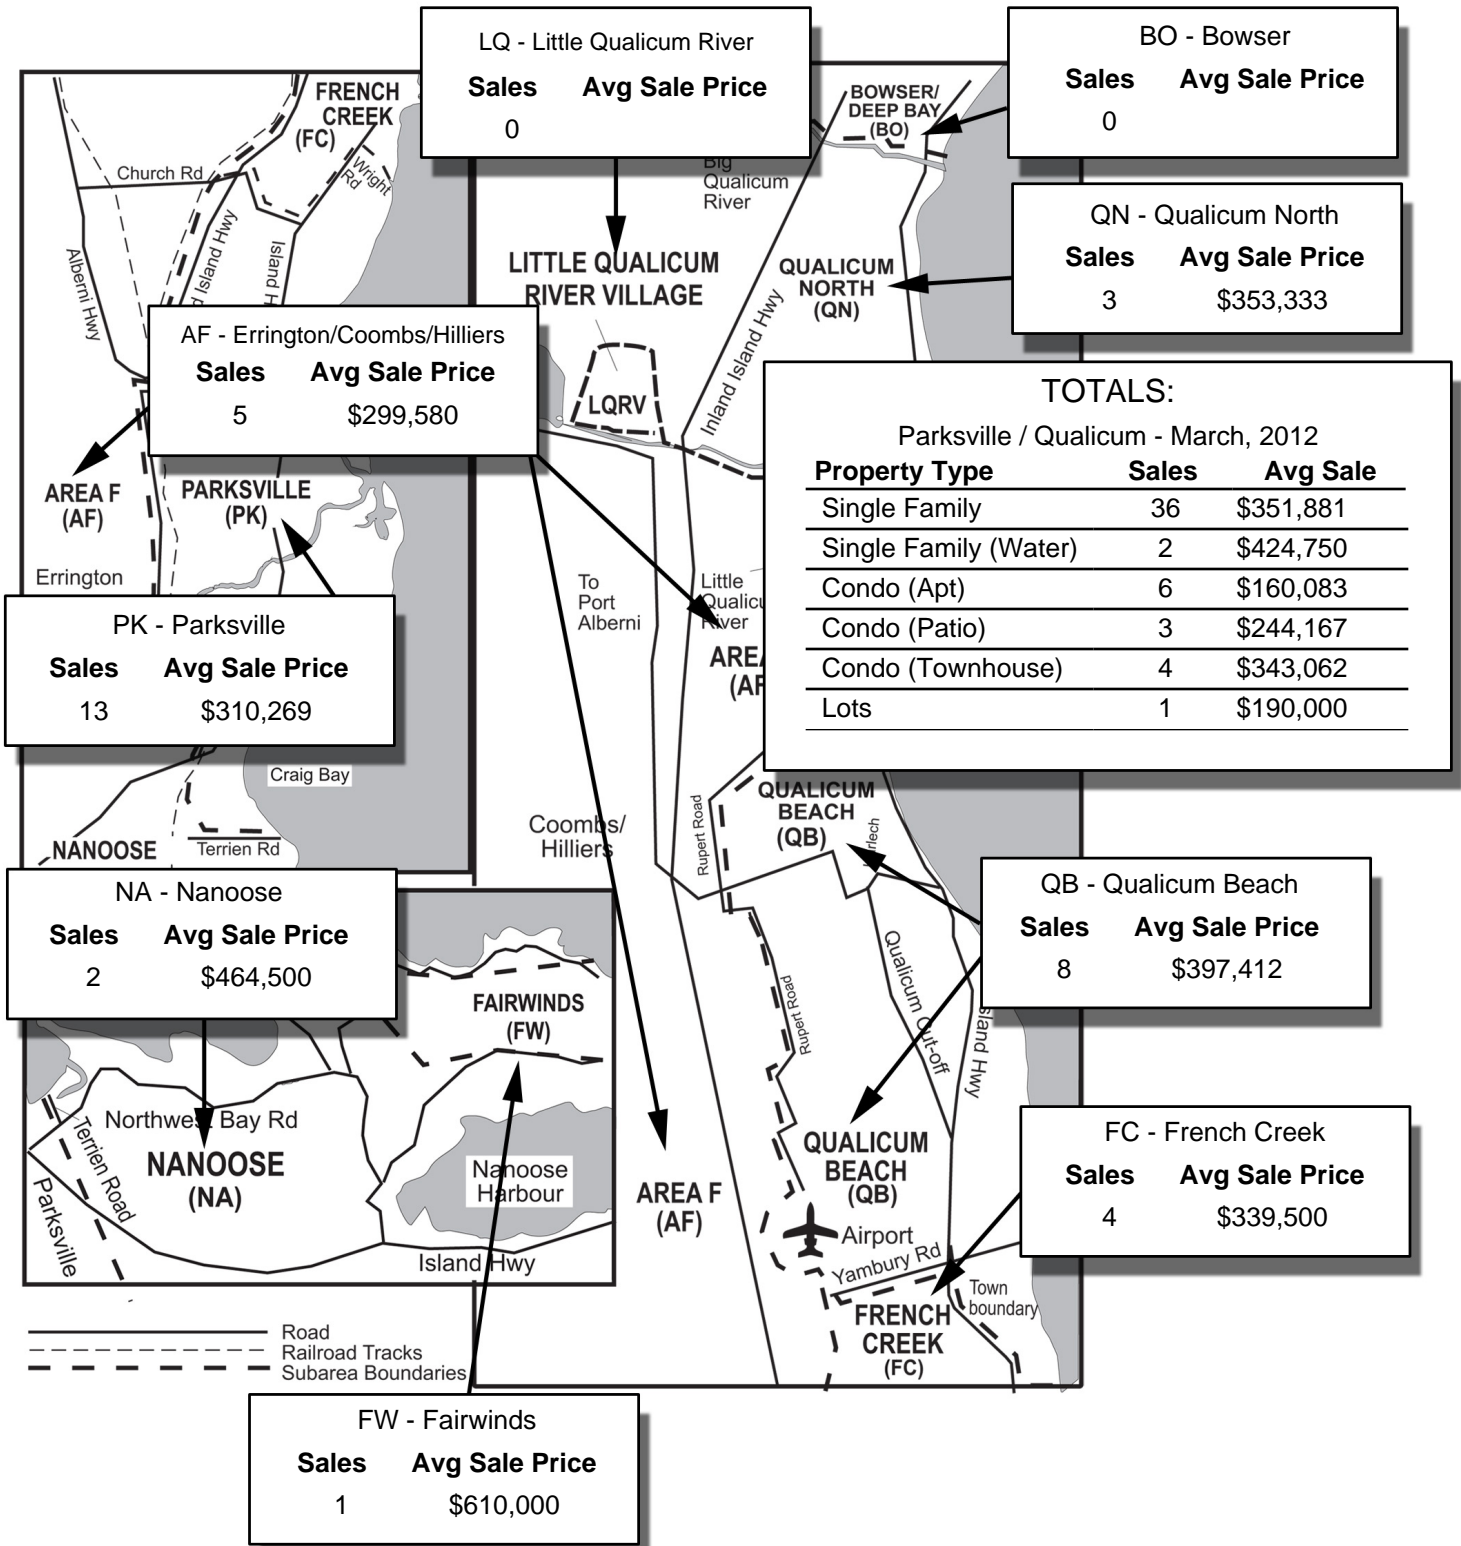 LQ - Little Qualicum River
Sales Avg Sale Price
0
BO - Bowser
Sales Avg Sale Price
0
QN - Qualicum North
Sales Avg Sale Price
3 $353,333
FRENCH
CREEK
(FC)
Church Rd
Wright
Rd
Alberni Hwy
Island Hwy
BOWSER/
DEEP BAY
(BO)
Big
Qualicum
River
LITTLE QUALICUM
RIVER VILLAGE
QUALICUM
NORTH
(QN)
Inland Island Hwy
LQRV
AF - Errington/Coombs/Hilliers
Sales Avg Sale Price
5 $299,580
TOTALS:
Parksville / Qualicum - March, 2012
Property Type Sales Avg Sale
Single Family 36 $351,881
Single Family (Water) 2 $424,750
Condo (Apt) 6 $160,083
Condo (Patio) 3 $244,167
Condo (Townhouse) 4 $343,062
Lots 1 $190,000
AREA F
(AF)
PARKSVILLE
(PK)
Errington
To
Port
Alberni
Little
River
PK - Parksville
Sales Avg Sale Price
13 $310,269
Craig Bay
NANOOSE
Terrien Rd
Coombs/
Hilliers
Rupert Road
QUALICUM
BEACH
(QB)
NA - Nanoose
Sales Avg Sale Price
2 $464,500
QB - Qualicum Beach
Sales Avg Sale Price
8 $397,412
FAIRWINDS
(FW)
Rupert Road
Qualicum Cut-off
Hwy
Northwest Bay Rd
NANOOSE
(NA)
Terrien Road
Parksville
Nanoose
Harbour
Island Hwy
AREA F
(AF)
QUALICUM
BEACH
(QB)
Airport
Yambury Rd
FC - French Creek
Sales Avg Sale Price
4 $339,500
Town
boundary
FRENCH
CREEK
(FC)
Road
Railroad Tracks
Subarea Boundaries
FW - Fairwinds
Sales Avg Sale Price
1 $610,000